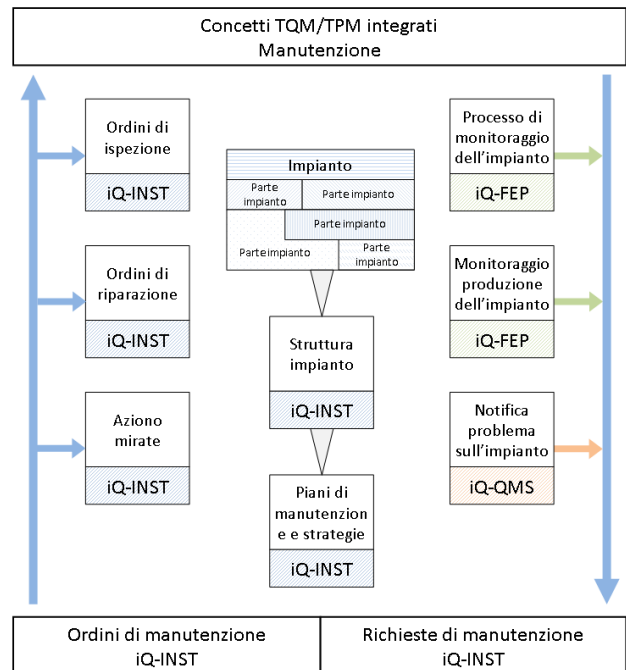 Concetti TQM/TPM integrati
Manutenzione
Ordini di
ispezione
iQ-INST
Ordini di
riparazione
iQ-INST
Aziono
mirate
iQ-INST
Impianto
Parte
impianto
Parte impianto
Parte impianto
Parte impianto
Parte
impianto
Struttura
impianto
iQ-INST
Piani di
manutenzion
e e strategie
iQ-INST
Processo di
monitoraggio
dell'impianto
iQ-FEP
Monitoraggio
produzione
dell'impianto
iQ-FEP
Notifica
problema
sull'impianto
iQ-QMS
Ordini di manutenzione
iQ-INST
Richieste di manutenzione
iQ-INST